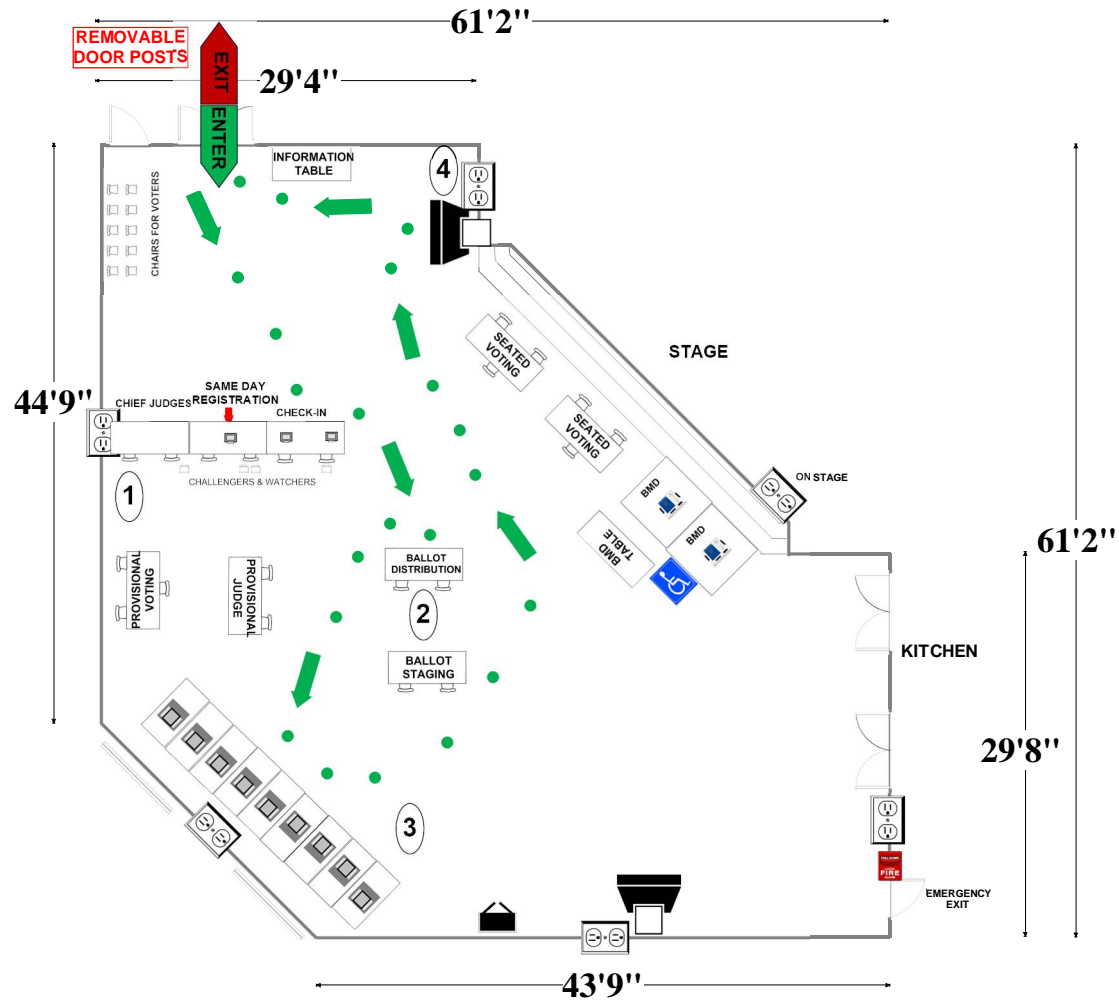 61'2"
REMOVABLE
DOOR POSTS
EXIT
29'4"
ENTER
INFORMATION
TABLE
4
CHAIRS FOR VOTERS
STAGE
SEATED
VOTING
SAME DAY
REGISTRATION
44'9"
CHIEF JUDGES
CHECK-IN
SEATED
VOTING
CHALLENGERS & WATCHERS
ON STAGE
1
BMD
BMD
61'2"
BMD
TABLE
BALLOT
DISTRIBUTION
PROVISIONAL
VOTING
PROVISIONAL
JUDGE
2
KITCHEN
BALLOT
STAGING
29'8"
3
FIRE
EMERGENCY
EXIT
43'9"